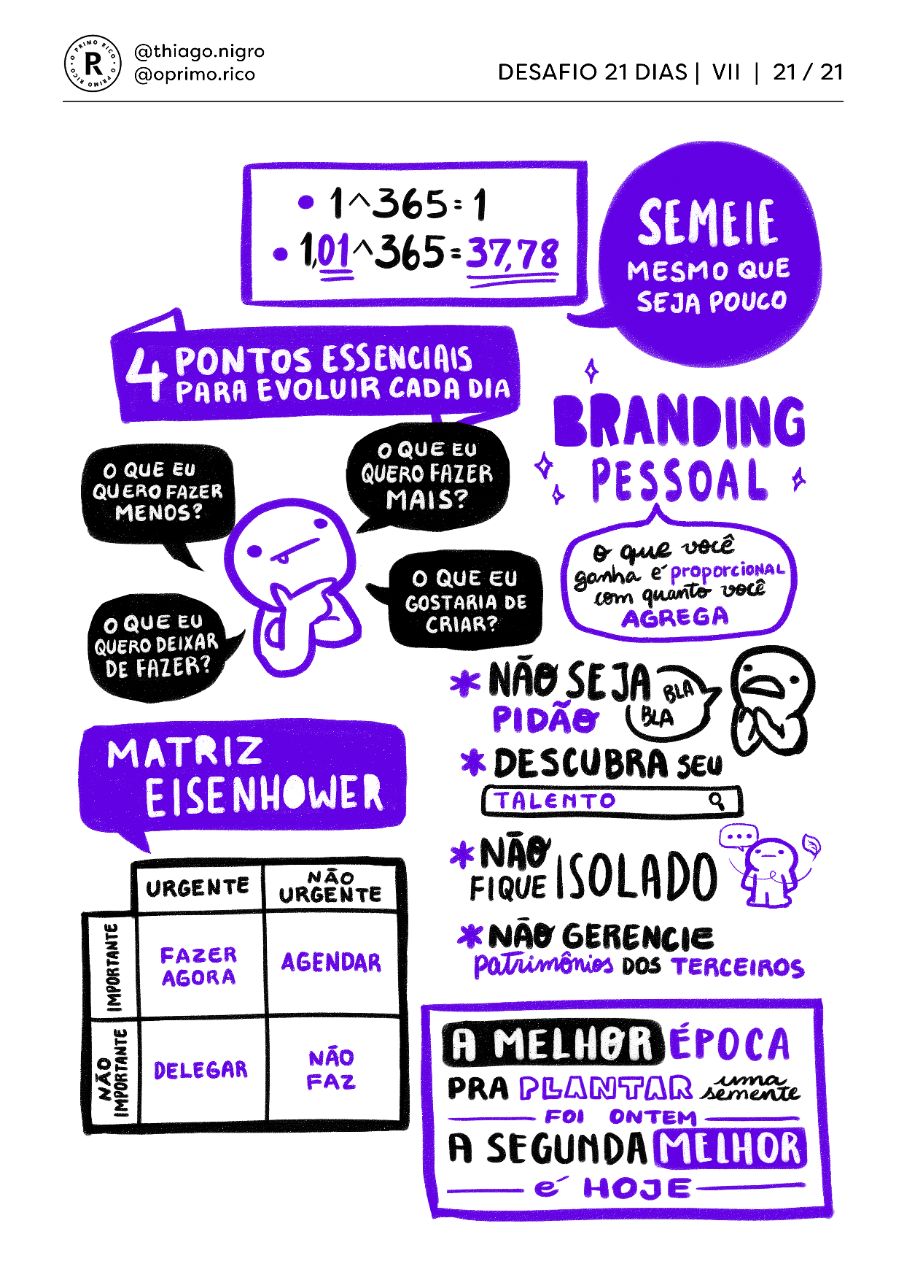 O PRIMO RICO • O PRIMO RICO •
R
@thiago.nigro
@oprimo.rico
DESAFIO 21 DIAS | VII | 21 / 21
• 1^365=1
• 1,01^365=37,78
SEMEIE
MESMO QUE
SEJA POUCO
4 PONTOS ESSENCIAIS
PARA EVOLUIR CADA DIA
O QUE EU
QUERO FAZER
MENOS?
O QUE EU
QUERO FAZER
MAIS?
O QUE EU
QUERO DEIXAR
DE FAZER?
O QUE EU
GOSTARIA DE
CRIAR?
BRANDING
PESSOAL
o que você
ganha é proporcional
com quanto você
AGREGA
* NÃO SEJA
PIDÃO
BLA
BLA
* DESCUBRA SEU
TALENTO
* NÃO
FIQUE ISOLADO
* NÃO GERENCIE
patrimônios DOS TERCEIROS
MATRIZ
EISENHOWER
URGENTE
NÃO
URGENTE
IMPORTANTE
FAZER
AGORA
AGENDAR
NÃO
IMPORTANTE
DELEGAR
NÃO
FAZ
A MELHOR ÉPOCA
PRA PLANTAR uma
semente
FOI ONTEM
A SEGUNDA MELHOR
é HOJE